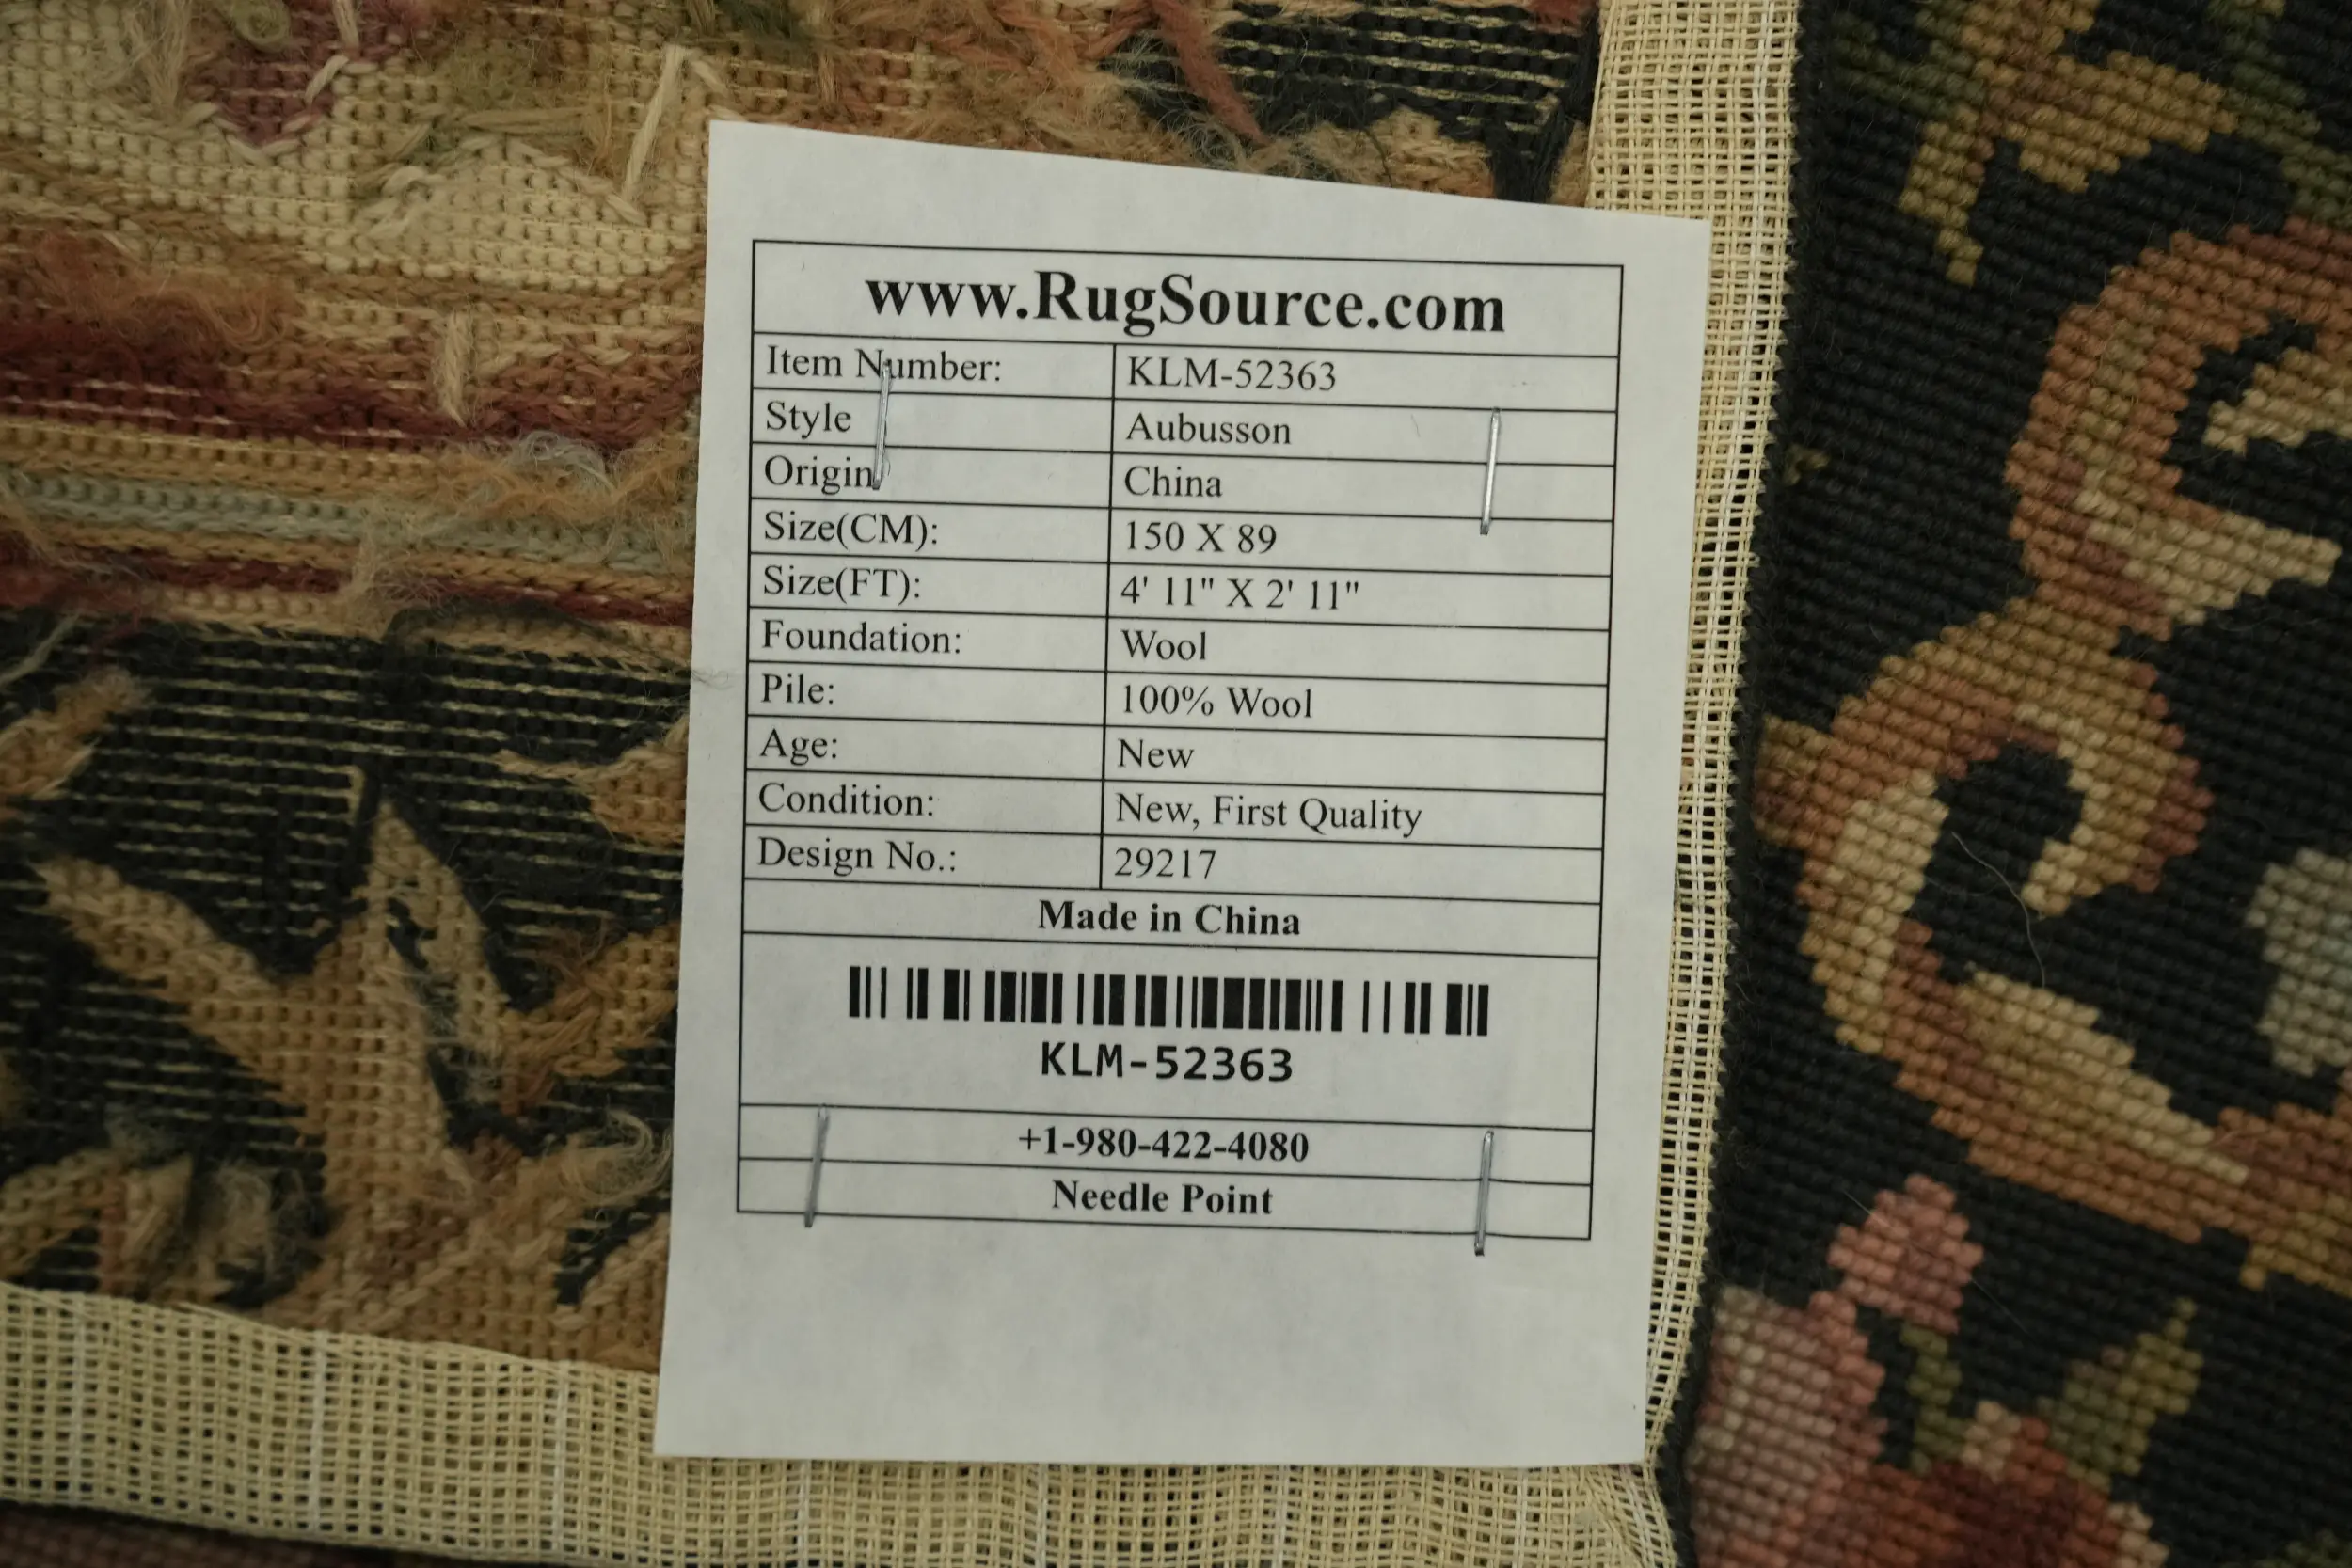 www.RugSource.com
Item Number: KLM-52363
Style Aubusson
Origin China
Size(CM): 150 X 89
Size(FT): 4' 11" X 2' 11"
Foundation: Wool
Pile: 100% Wool
Age: New
Condition: New, First Quality
Design No.: 29217
Made in China
KLM-52363
+1-980-422-4080
Needle Point